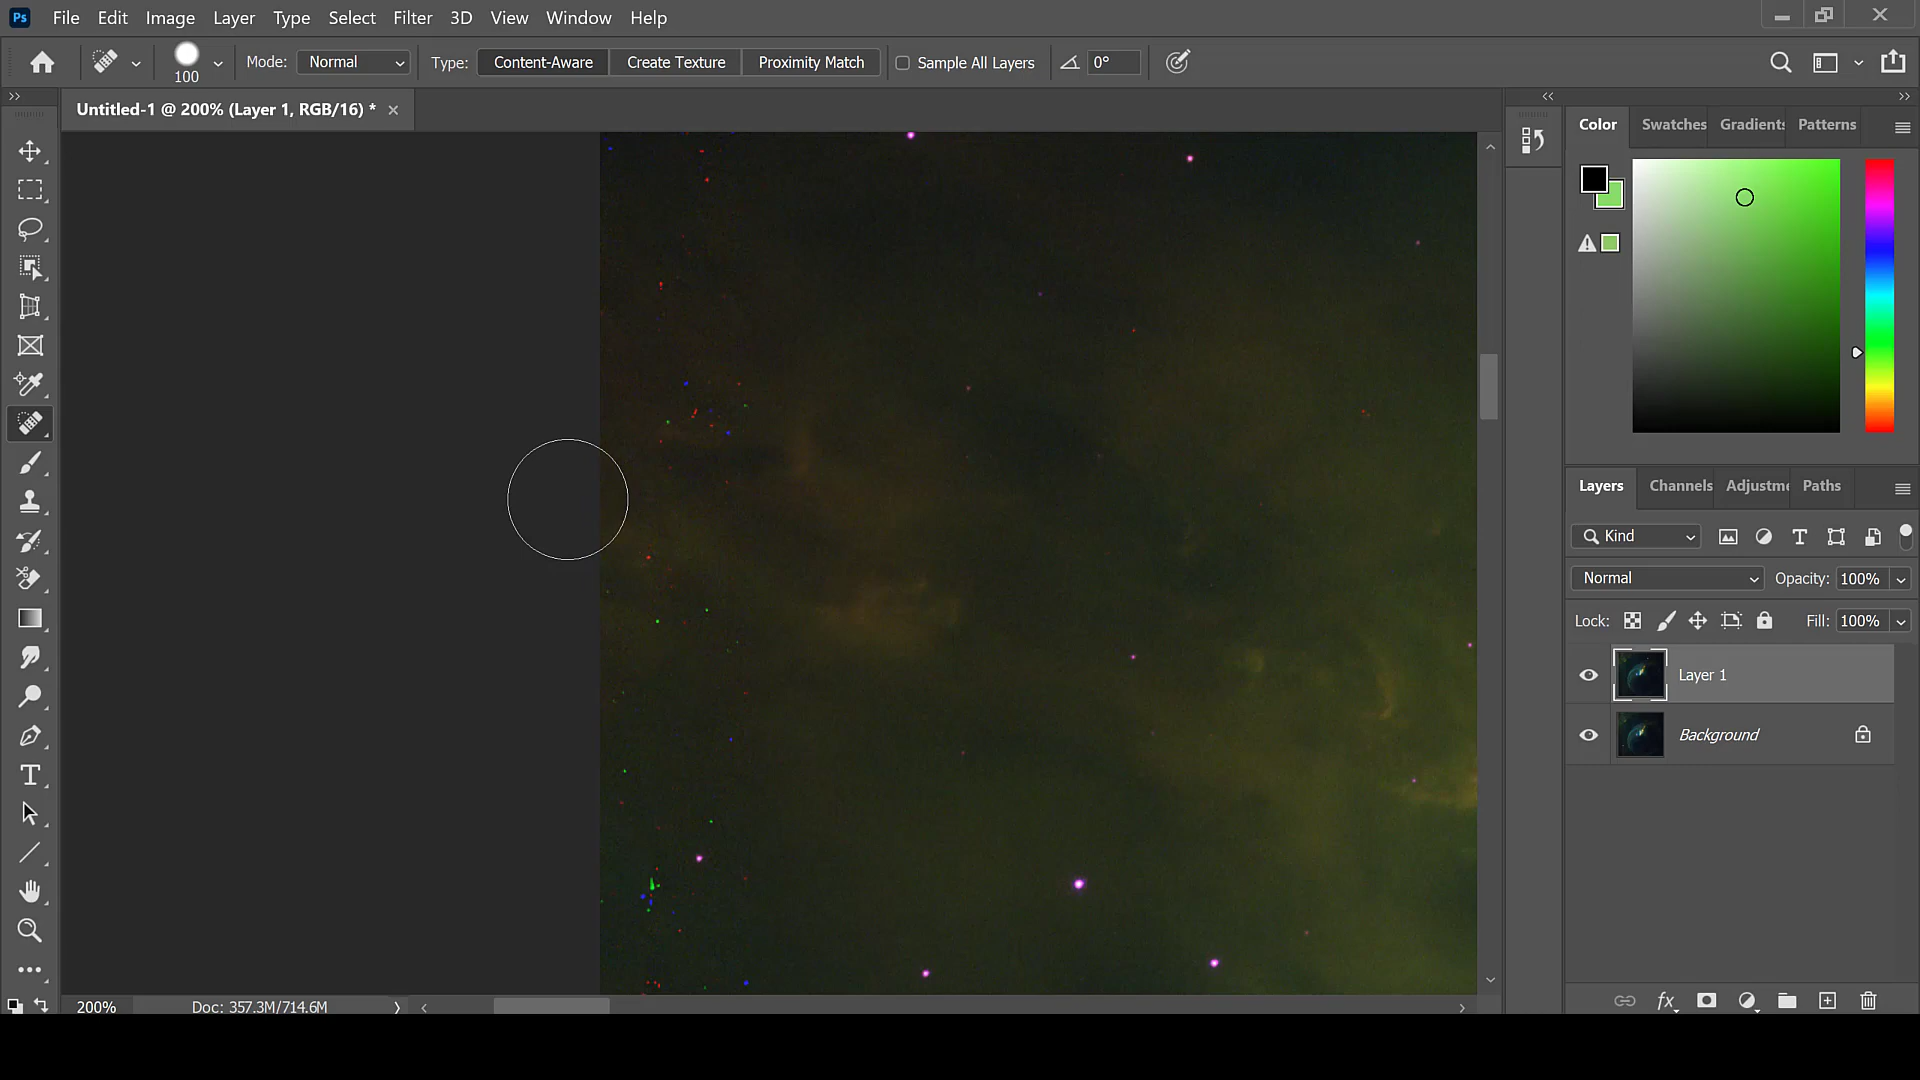 Ps File Edit Image Layer Type Select Filter 3D View Window Help
100 Mode: Normal Type: Content-Aware Create Texture Proximity Match Sample All Layers 0°
Untitled-1 @ 200% (Layer 1, RGB/16) *
Color Swatches Gradients Patterns
Layers Channels Adjustme Paths
Kind
Normal Opacity: 100%
Lock: Fill: 100%
Layer 1
Background
fx
200% Doc: 357.3M/714.6M